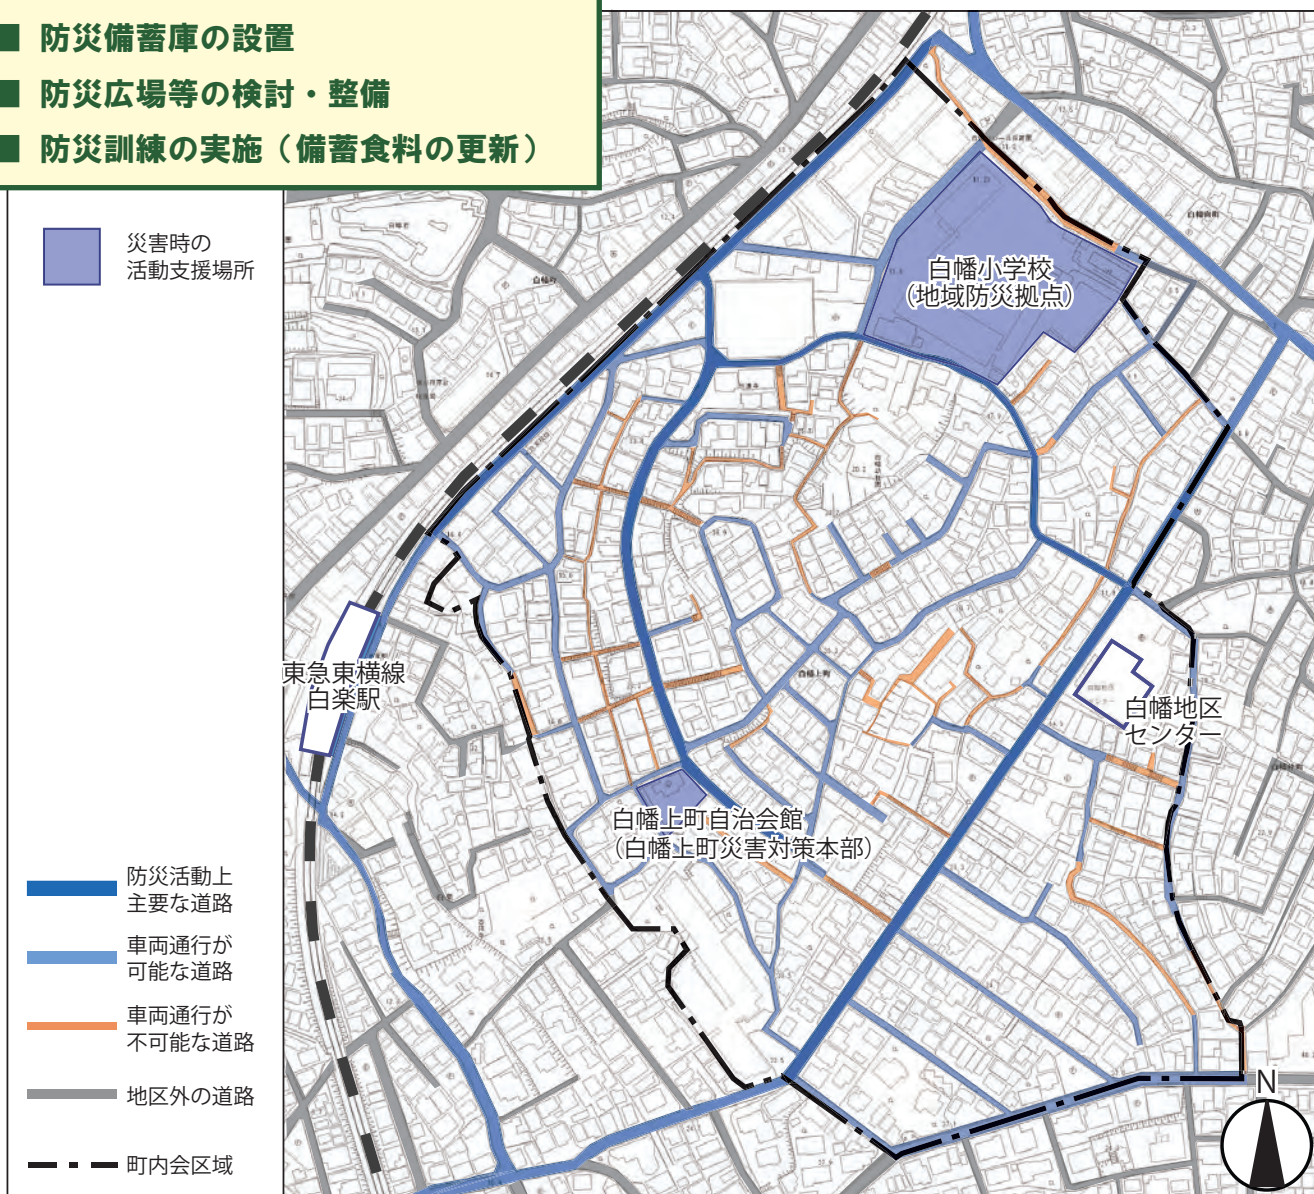 ■ 防災備蓄庫の設置
■ 防災広場等の検討・整備
■ 防災訓練の実施（備蓄食料の更新）
災害時の
活動支援場所
白幡小学校
（地域防災拠点）
東急東横線
白楽駅
白幡上町
白幡地区
センター
白幡上町自治会館
（白幡上町災害対策本部）
防災活動上
主要な道路
車両通行が
可能な道路
車両通行が
不可能な道路
地区外の道路
町内会区域
N